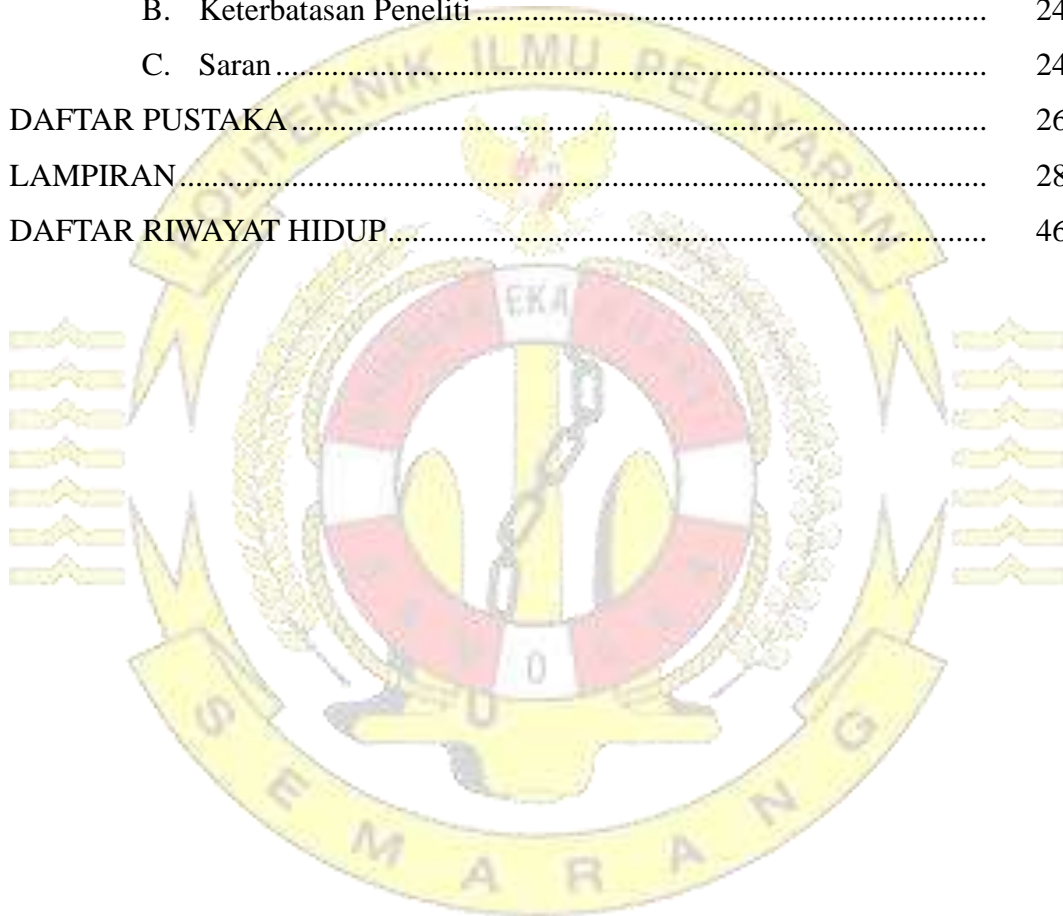 B. Keterbatasan Peneliti ........................................ 24
C. Saran ........................................ 24
DAFTAR PUSTAKA ........................................ 26
LAMPIRAN ........................................ 28
DAFTAR RIWAYAT HIDUP ........................................ 46
POLITEKNIK ILMU PELAYARAN
EKA
SEMARANG